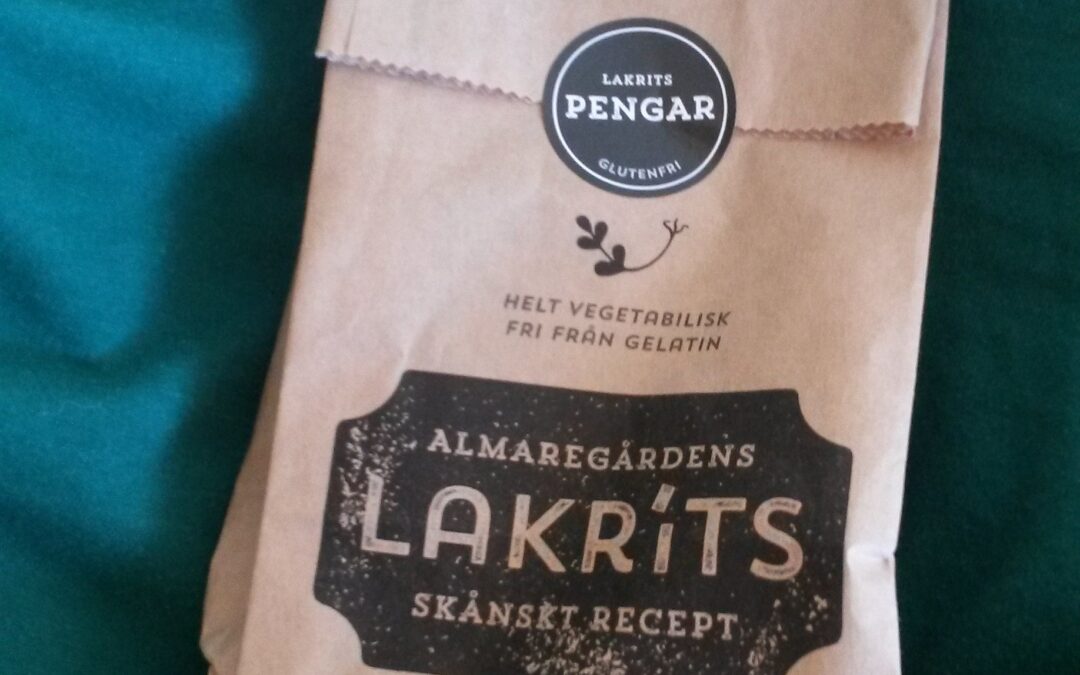 LAKRITS
PENGAR
GLUTENFRI
HELT VEGETABILISK
FRI FRÅN GELATIN
ALMAREGÅRDENS
LAKRITS
SKÅNSKT RECEPT